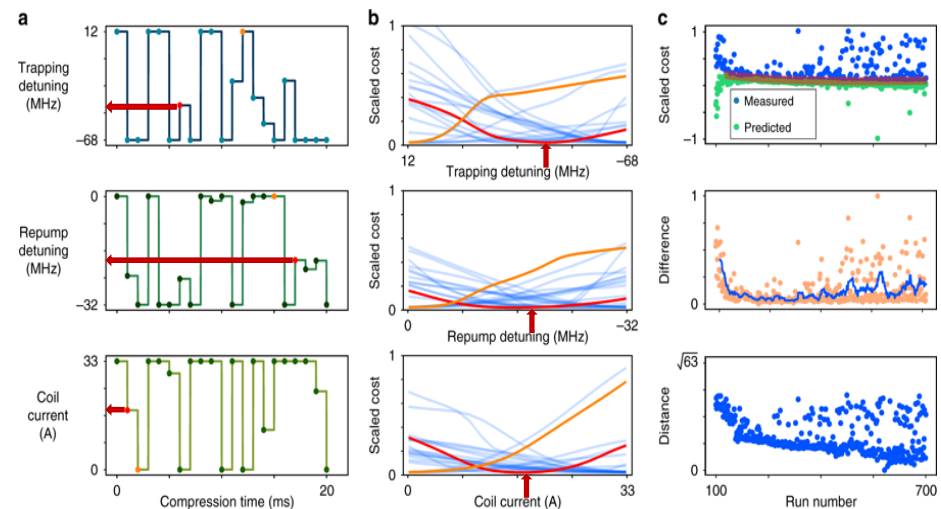 a
12
Trapping
detuning
(MHz)
−68
0
Repump
detuning
(MHz)
−32
33
Coil
current
(A)
0
0
20
Compression time (ms)
b
1
Scaled cost
0
12
−68
Trapping detuning (MHz)
1
Scaled cost
0
0
−32
Repump detuning (MHz)
1
Scaled cost
0
0
33
Coil current (A)
c
1
Scaled cost
Measured
Predicted
−1
1
Difference
0
√63
Distance
0
100
700
Run number